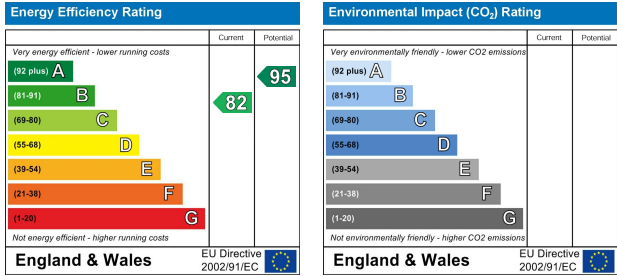 Energy Efficiency Rating
Current Potential
Very energy efficient - lower running costs
(92 plus) A
(81-91) B
(69-80) C
(55-68) D
(39-54) E
(21-38) F
(1-20) G
82
95
Not energy efficient - higher running costs
England & Wales
EU Directive
2002/91/EC
Environmental Impact (CO₂) Rating
Current Potential
Very environmentally friendly - lower CO2 emissions
(92 plus) A
(81-91) B
(69-80) C
(55-68) D
(39-54) E
(21-38) F
(1-20) G
Not environmentally friendly - higher CO2 emissions
England & Wales
EU Directive
2002/91/EC